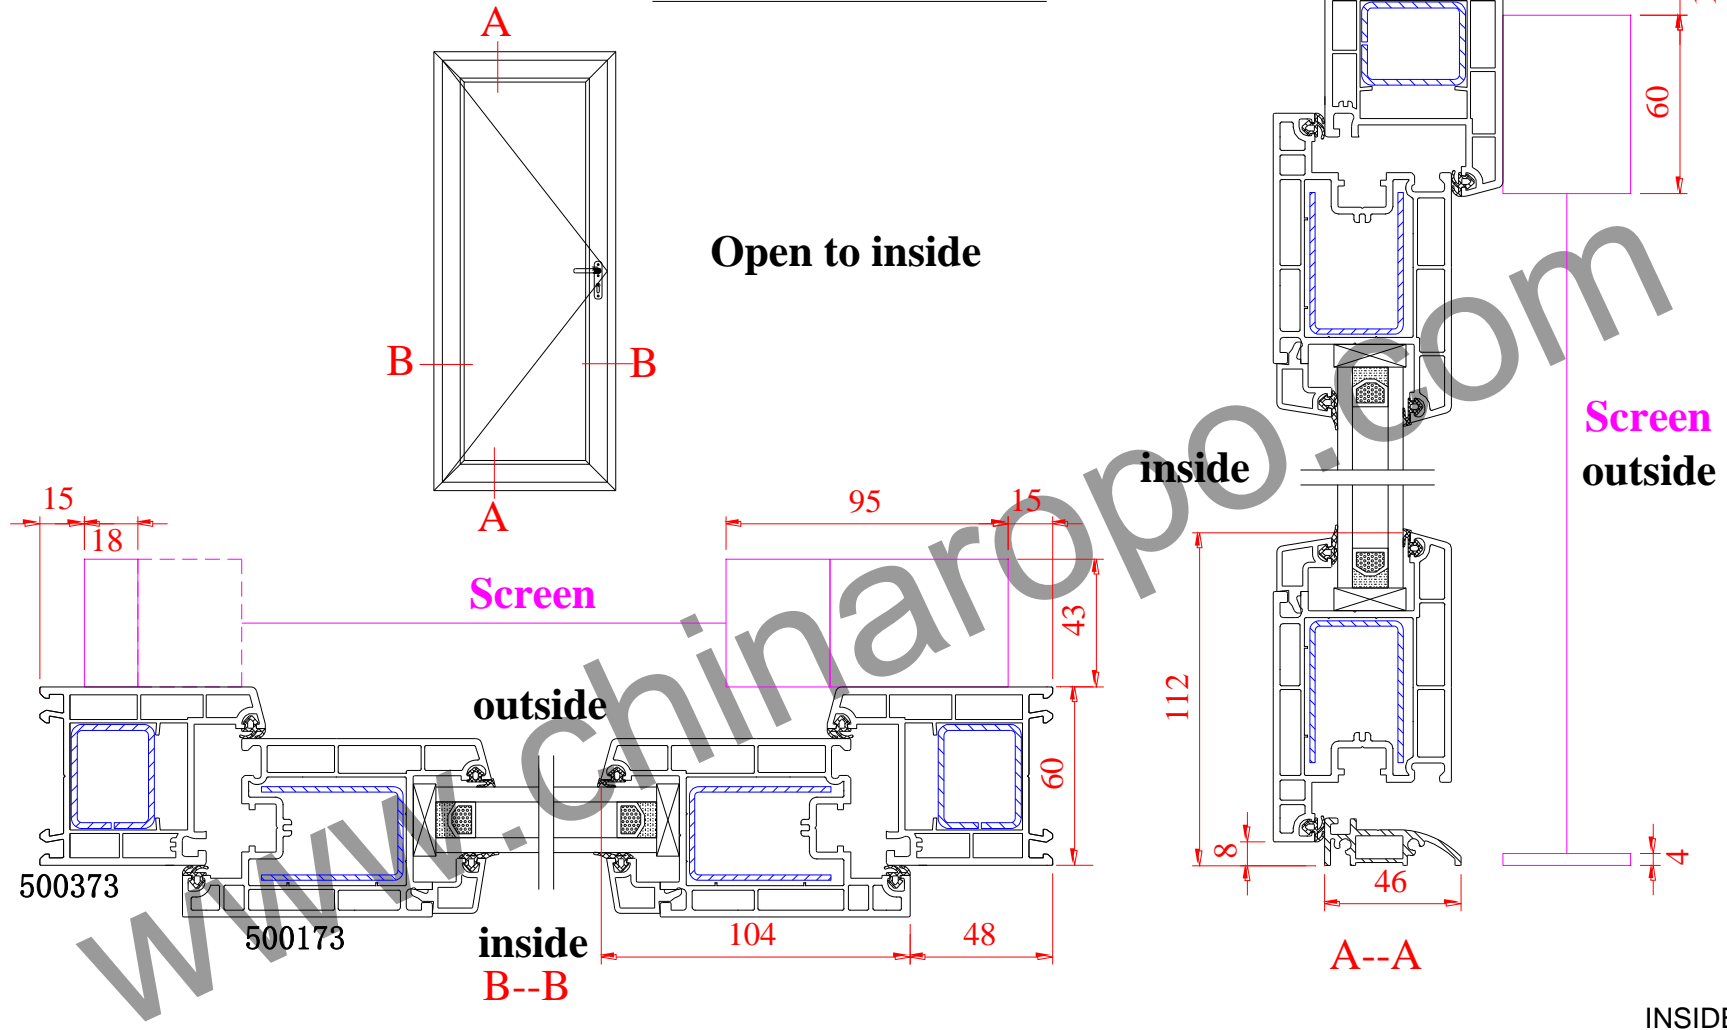 A
60
Open to inside
B
B
Screen
outside
inside
A
15
18
95
15
Screen
43
112
outside
60
8
4
46
500373
500173
inside
104
48
B--B
A--A
INSIDE
www.chinaropo.com